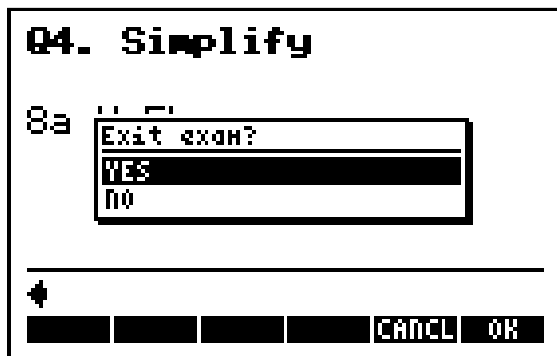 Q4. Simplify
8a
Exit exam?
YES
NO
CANCL OK